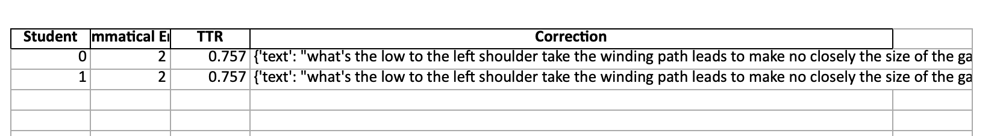 Student mmatical Er TTR Correction
0 2 0.757 {'text': "what's the low to the left shoulder take the winding path leads to make no closely the size of the ga
1 2 0.757 {'text': "what's the low to the left shoulder take the winding path leads to make no closely the size of the ga